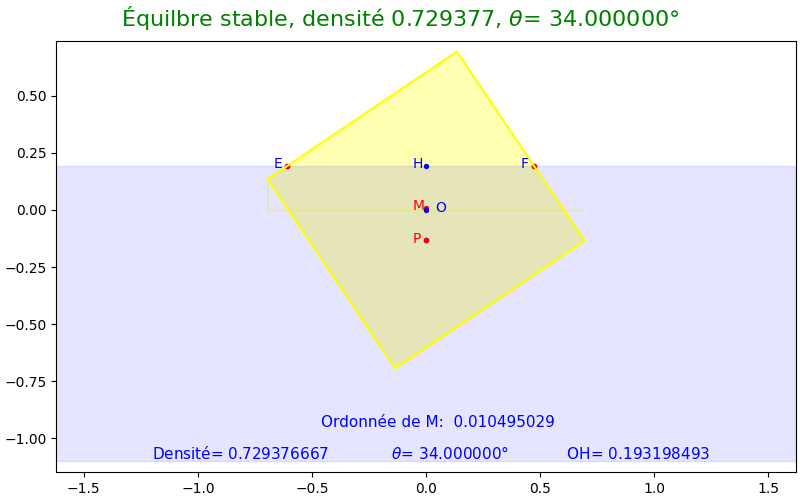 Équilbre stable, densité 0.729377, θ= 34.000000°
0.50
0.25
0.00
−0.25
−0.50
−0.75
−1.00
E
H
F
M
O
P
Ordonnée de M:  0.010495029
Densité= 0.729376667
θ= 34.000000°
OH= 0.193198493
−1.5
−1.0
−0.5
0.0
0.5
1.0
1.5